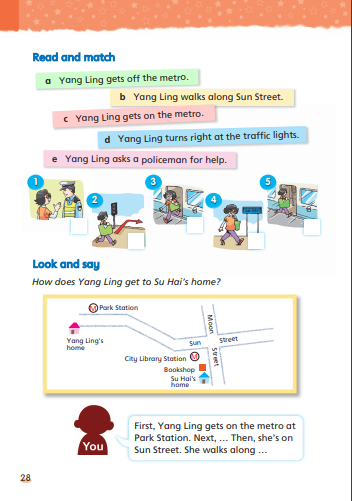 Read and match
a Yang Ling gets off the metro.
b Yang Ling walks along Sun Street.
c Yang Ling gets on the metro.
d Yang Ling turns right at the traffic lights.
e Yang Ling asks a policeman for help.
1
2
3
4
5
Look and say
How does Yang Ling get to Su Hai's home?
M Park Station
Moon
Street
Yang Ling's
home
Sun Street
City Library Station M
Bookshop
Su Hai's
home
You
First, Yang Ling gets on the metro at
Park Station. Next, ... Then, she's on
Sun Street. She walks along ...
28